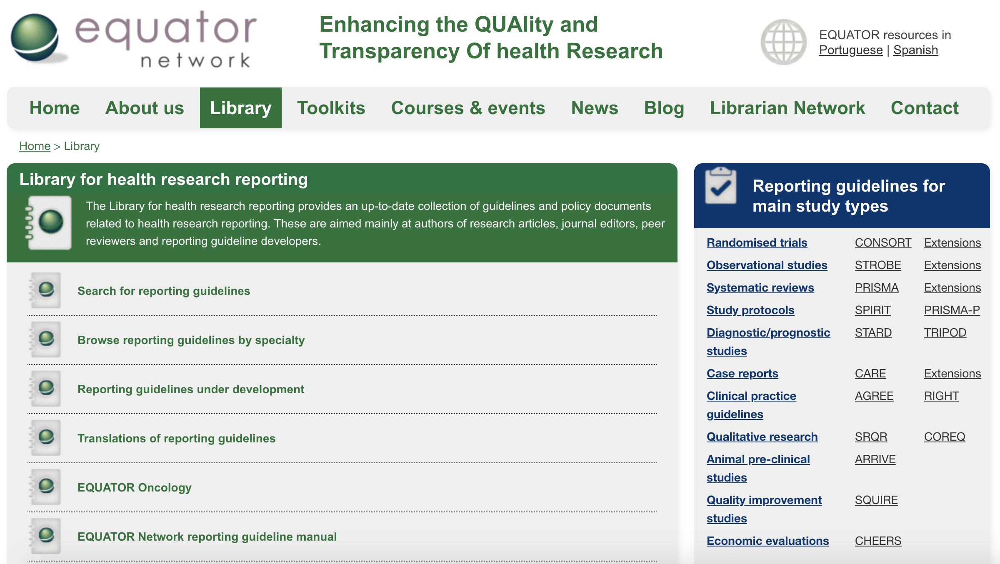 equator
network
Enhancing the QUAlity and
Transparency Of health Research
EQUATOR resources in
Portuguese | Spanish
Home About us Library Toolkits Courses & events News Blog Librarian Network Contact
Home > Library
Library for health research reporting
The Library for health research reporting provides an up-to-date collection of guidelines and policy documents
related to health research reporting. These are aimed mainly at authors of research articles, journal editors, peer
reviewers and reporting guideline developers.
Search for reporting guidelines
Browse reporting guidelines by specialty
Reporting guidelines under development
Translations of reporting guidelines
EQUATOR Oncology
EQUATOR Network reporting guideline manual
Reporting guidelines for
main study types
Randomised trials CONSORT Extensions
Observational studies STROBE Extensions
Systematic reviews PRISMA Extensions
Study protocols SPIRIT PRISMA-P
Diagnostic/prognostic STARD TRIPOD
studies
Case reports CARE Extensions
Clinical practice AGREE RIGHT
guidelines
Qualitative research SRQR COREQ
Animal pre-clinical ARRIVE
studies
Quality improvement SQUIRE
studies
Economic evaluations CHEERS